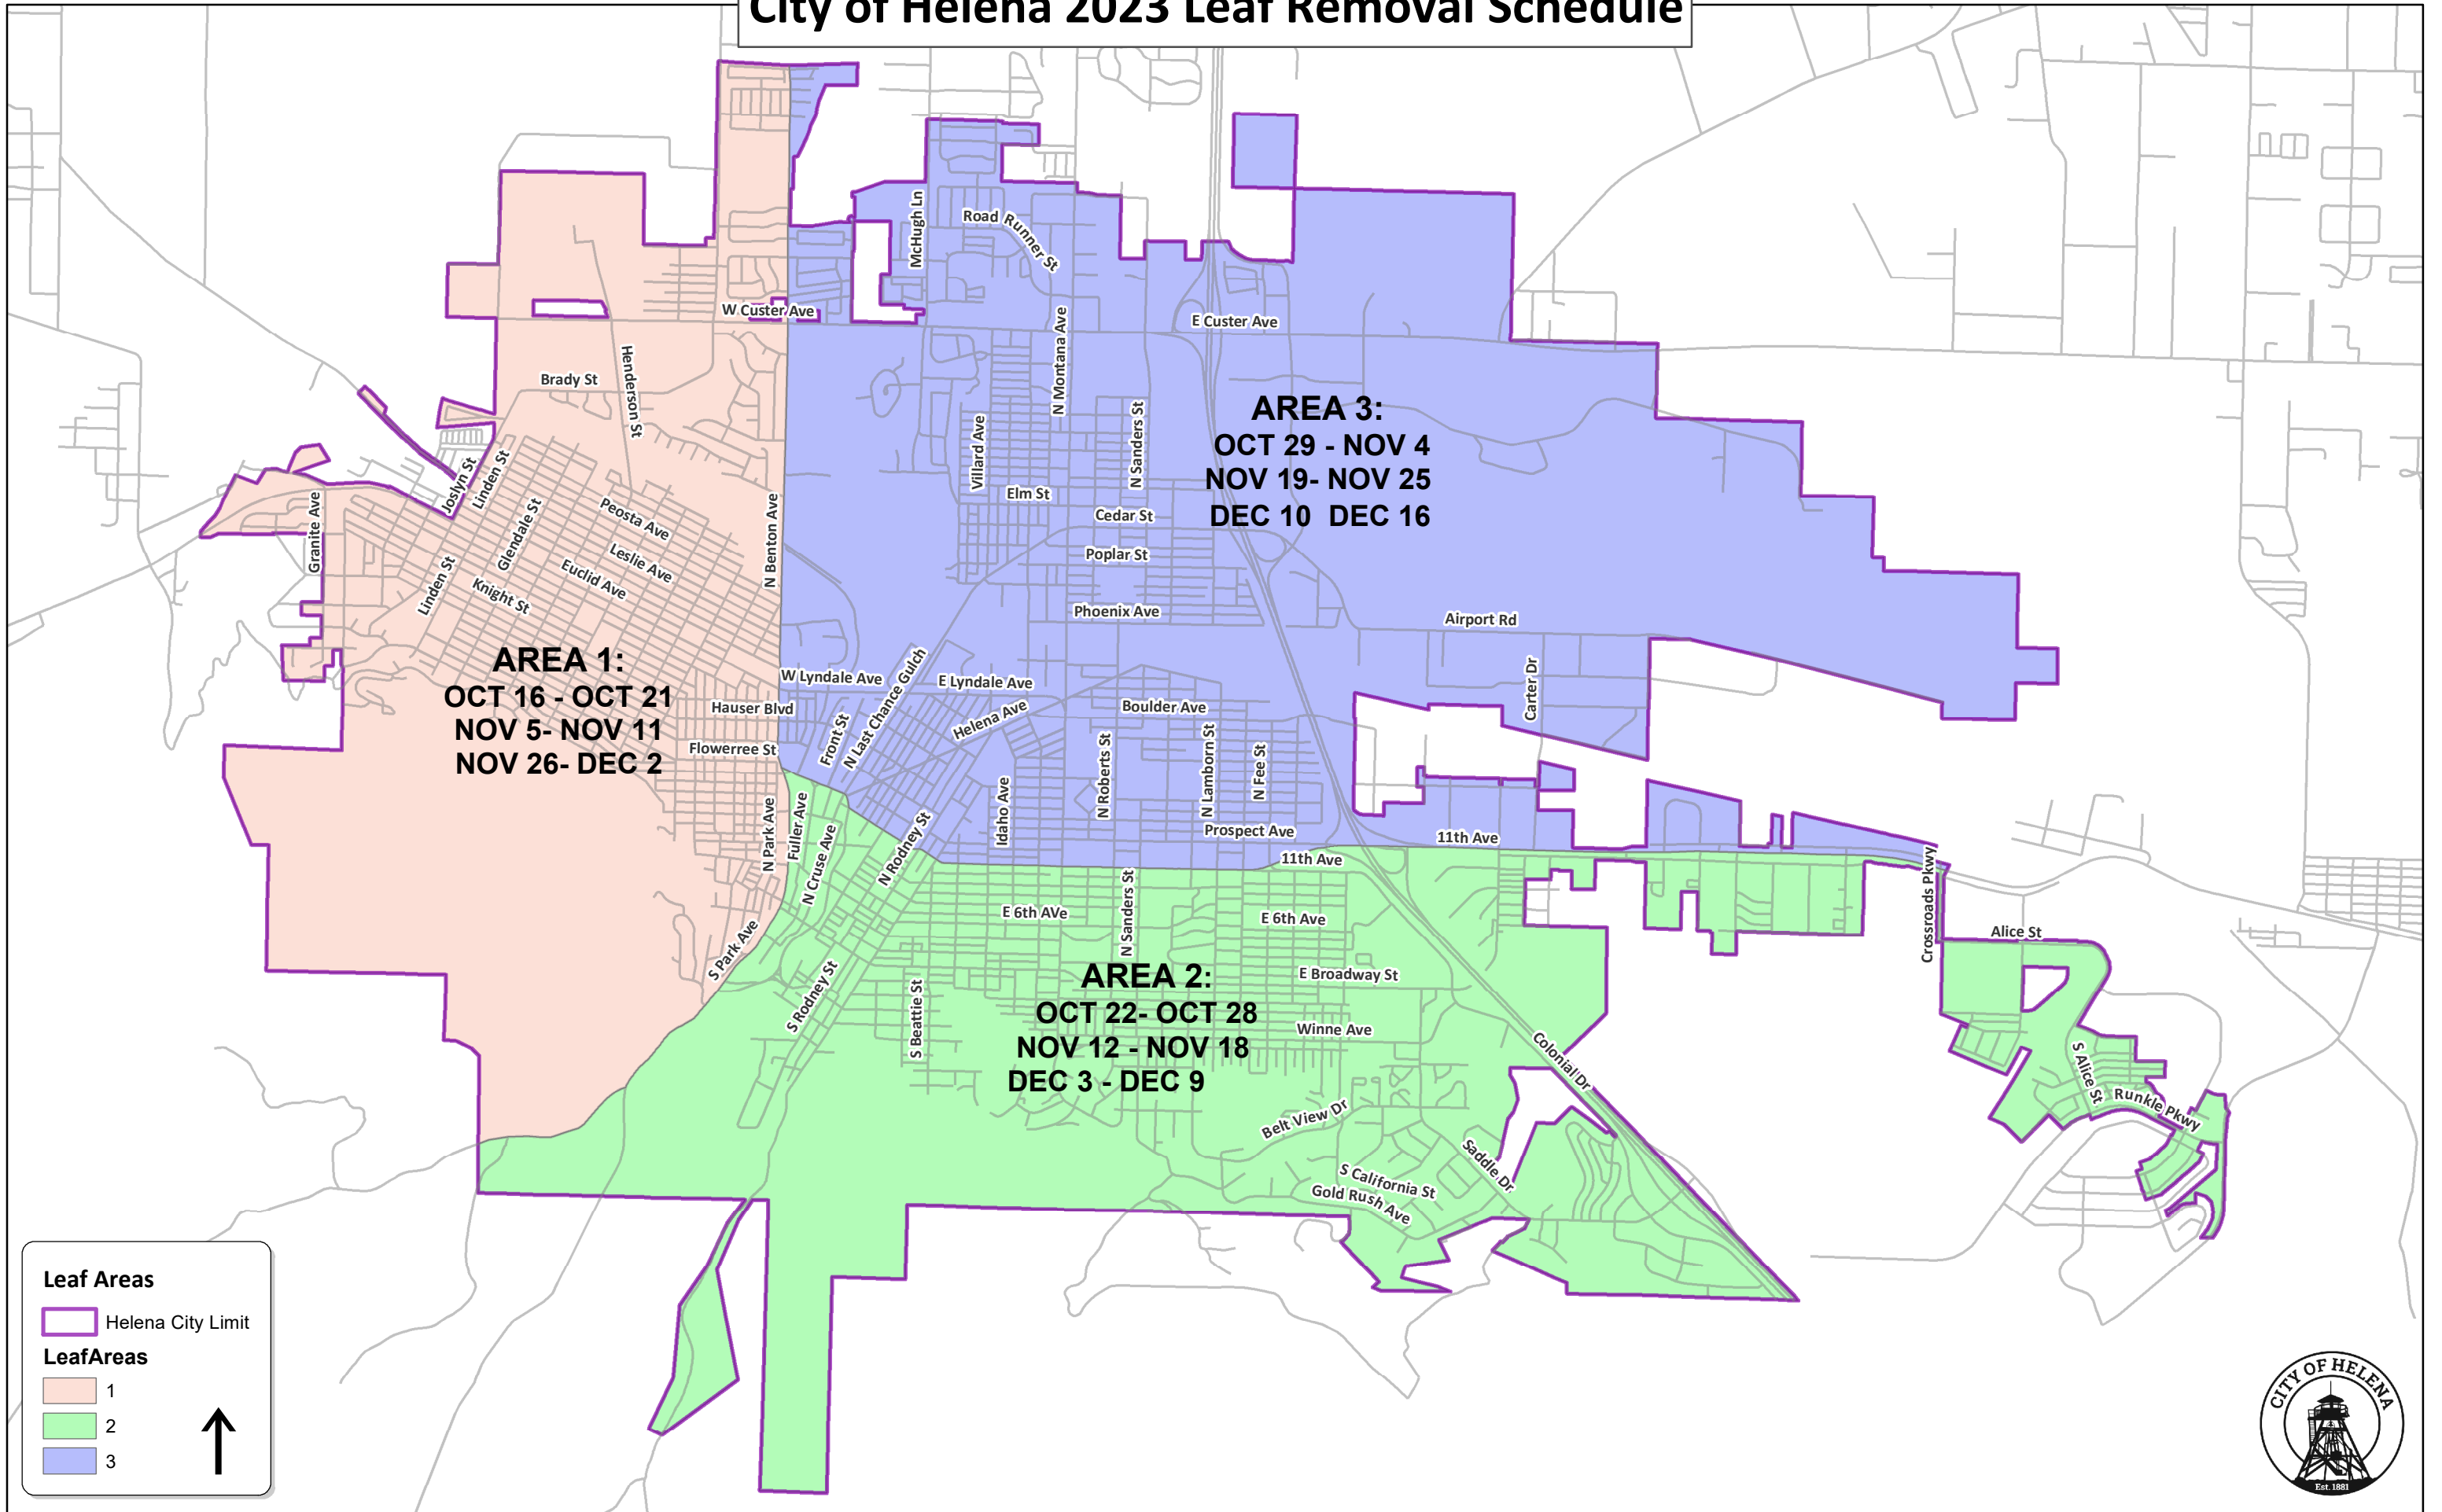 City of Helena 2023 Leaf Removal Schedule
McHugh Ln
Road Runner St
W Custer Ave
E Custer Ave
N Montana Ave
Henderson St
Brady St
AREA 3:
OCT 29 - NOV 4
NOV 19- NOV 25
DEC 10  DEC 16
Villard Ave
N Sanders St
Joslyn St
Linden St
Granite Ave
Glendale St
Peosta Ave
N Benton Ave
Elm St
Cedar St
Leslie Ave
Poplar St
Linden St
Knight St
Euclid Ave
Phoenix Ave
Airport Rd
AREA 1:
OCT 16 - OCT 21
NOV 5- NOV 11
NOV 26- DEC 2
W Lyndale Ave
E Lyndale Ave
Carter Dr
Hauser Blvd
Front St
N Last Chance Gulch
Helena Ave
Boulder Ave
Flowerree St
N Roberts St
N Lamborn St
N Fee St
Idaho Ave
N Park Ave
Fuller Ave
N Cruse Ave
N Rodney St
Prospect Ave
11th Ave
11th Ave
Crossroads Pkwy
E 6th AVe
N Sanders St
E 6th Ave
Alice St
S Park Ave
S Rodney St
S Beattie St
AREA 2:
OCT 22- OCT 28
NOV 12 - NOV 18
DEC 3 - DEC 9
E Broadway St
Winne Ave
Colonial Dr
S Alice St
Runkle Pkwy
Belt View Dr
Saddle Dr
S California St
Gold Rush Ave
Leaf Areas
Helena City Limit
LeafAreas
1
2
3
CITY OF HELENA
Est. 1881